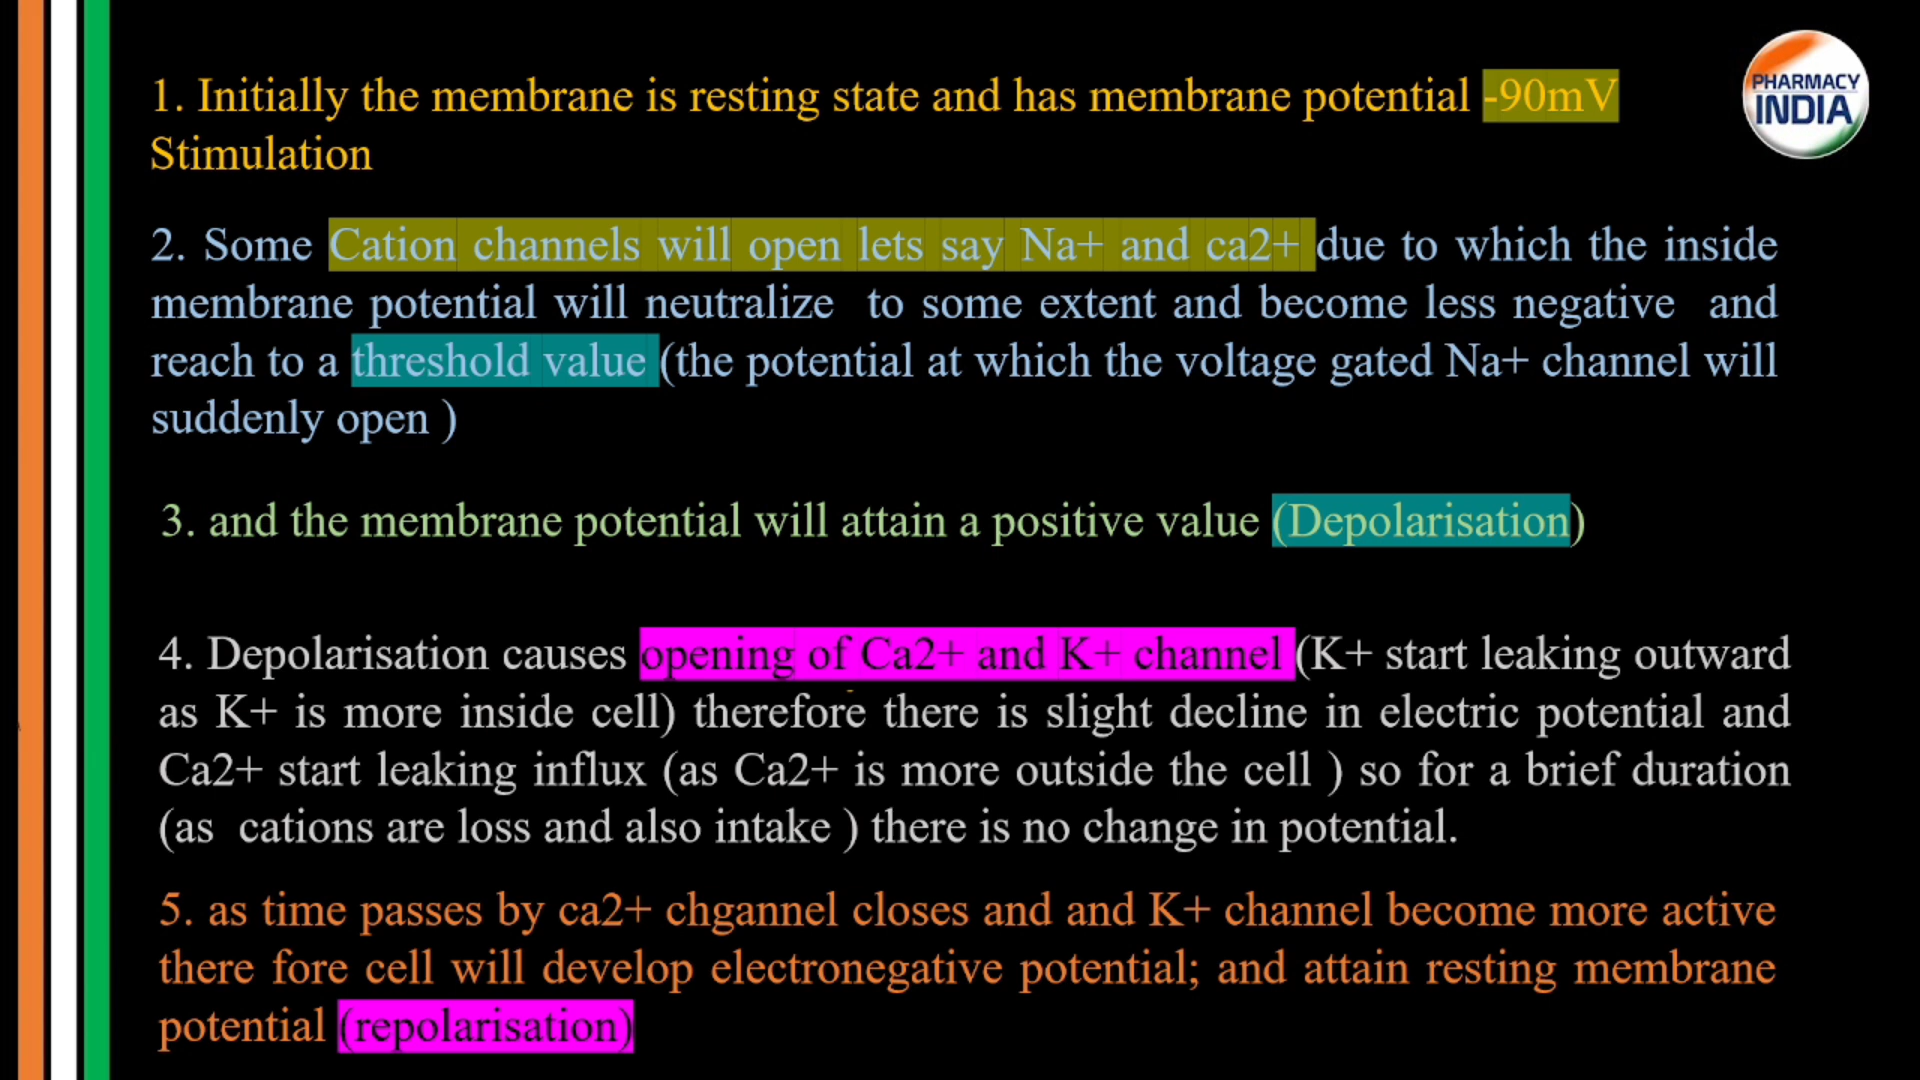 1. Initially the membrane is resting state and has membrane potential -90mV
Stimulation
PHARMACY
INDIA
2. Some Cation channels will open lets say Na+ and ca2+ due to which the inside
membrane potential will neutralize to some extent and become less negative and
reach to a threshold value (the potential at which the voltage gated Na+ channel will
suddenly open )
3. and the membrane potential will attain a positive value (Depolarisation)
4. Depolarisation causes opening of Ca2+ and K+ channel (K+ start leaking outward
as K+ is more inside cell) therefore there is slight decline in electric potential and
Ca2+ start leaking influx (as Ca2+ is more outside the cell ) so for a brief duration
(as cations are loss and also intake ) there is no change in potential.
5. as time passes by ca2+ chgannel closes and and K+ channel become more active
there fore cell will develop electronegative potential; and attain resting membrane
potential (repolarisation)